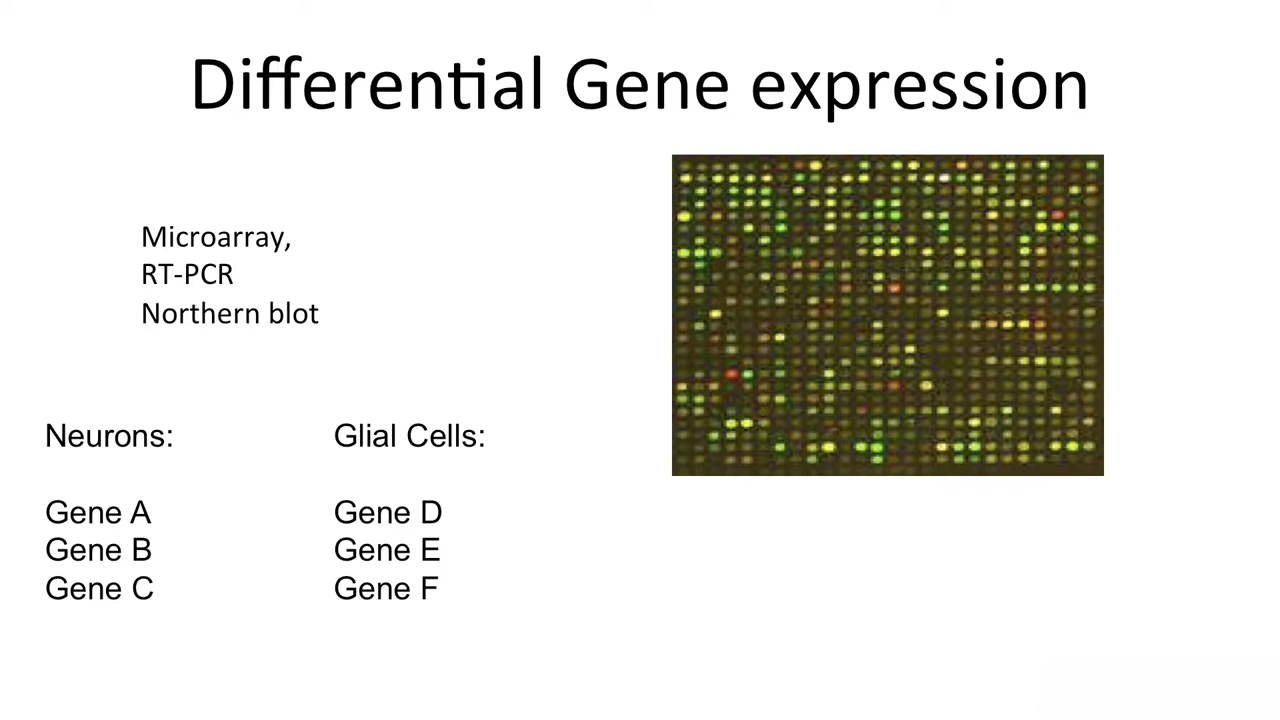 Differential Gene expression
Microarray,
RT-PCR
Northern blot
Neurons:
Glial Cells:
Gene A
Gene D
Gene B
Gene E
Gene C
Gene F